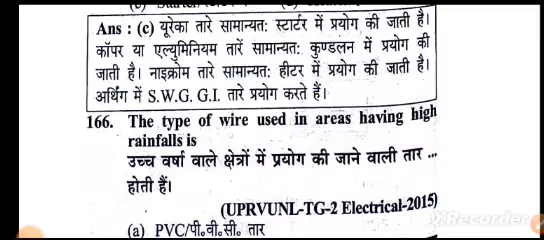 Ans : (c) यूरेका तारे सामान्यत: स्टार्टर में प्रयोग की जाती है।
कॉपर या एल्युमिनियम तारें सामान्यत: कुण्डलन में प्रयोग की
जाती है। नाइक्रोम तारे सामान्यत: हीटर में प्रयोग की जाती है।
अर्थिंग में S.W.G. G.I. तारे प्रयोग करते हैं।
166. The type of wire used in areas having high
rainfalls is
उच्च वर्षा वाले क्षेत्रों में प्रयोग की जाने वाली तार ...
होती हैं।
(UPRVUNL-TG-2 Electrical-2015)
XRecorder
(a) PVC/पी॰वी॰सी॰ तार